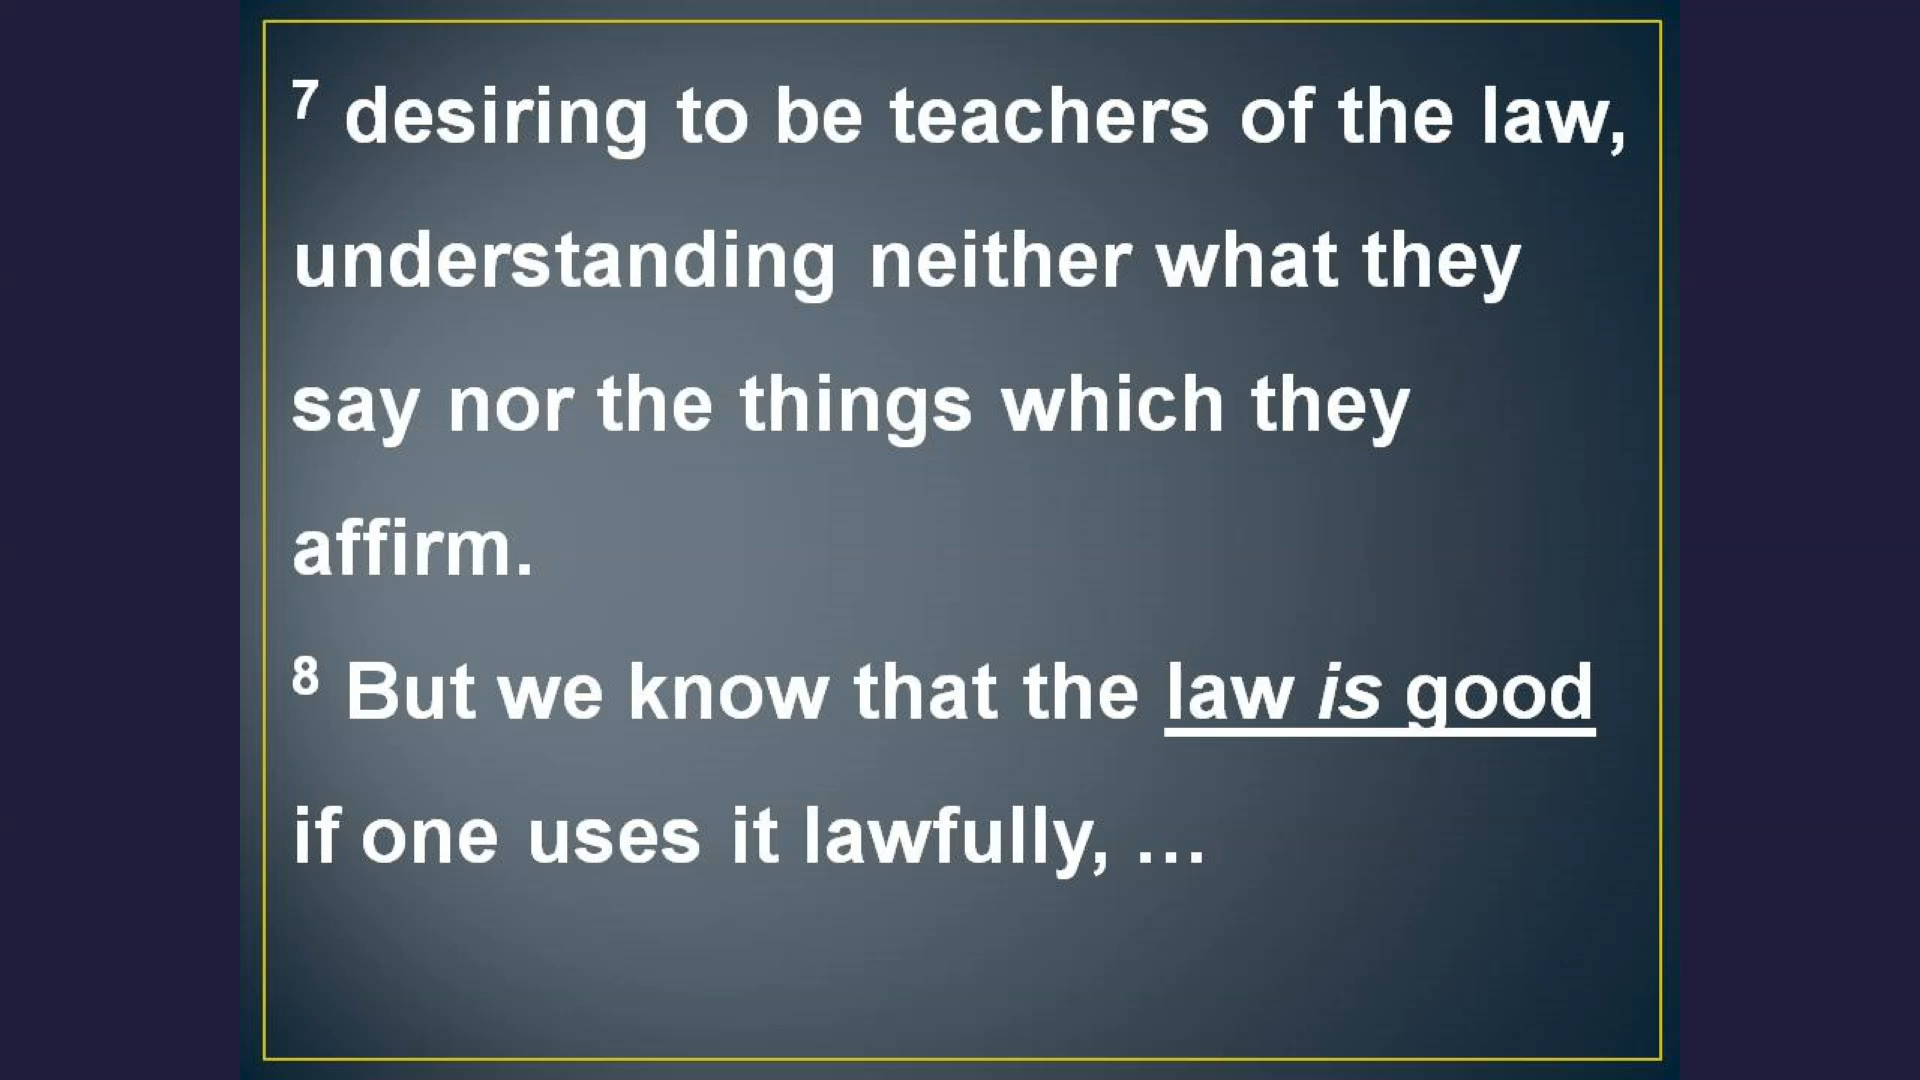 7 desiring to be teachers of the law,
understanding neither what they
say nor the things which they
affirm.
8 But we know that the law is good
if one uses it lawfully, …